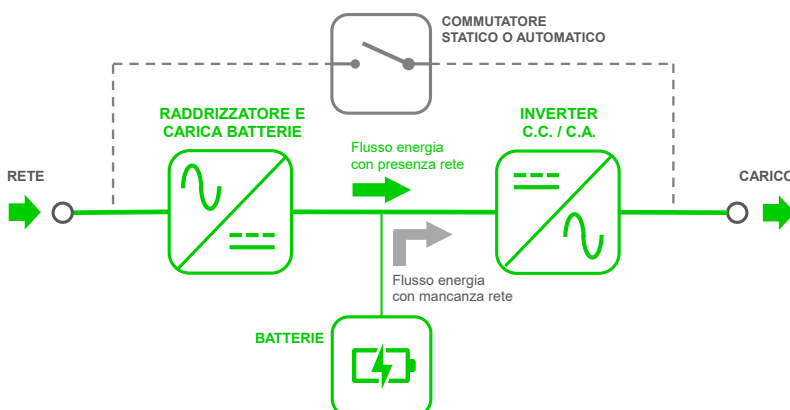 COMMUTATORE
STATICO O AUTOMATICO
RADDRIZZATORE E
CARICA BATTERIE
INVERTER
C.C. / C.A.
Flusso energia
con presenza rete
RETE
CARICO
Flusso energia
con mancanza rete
BATTERIE